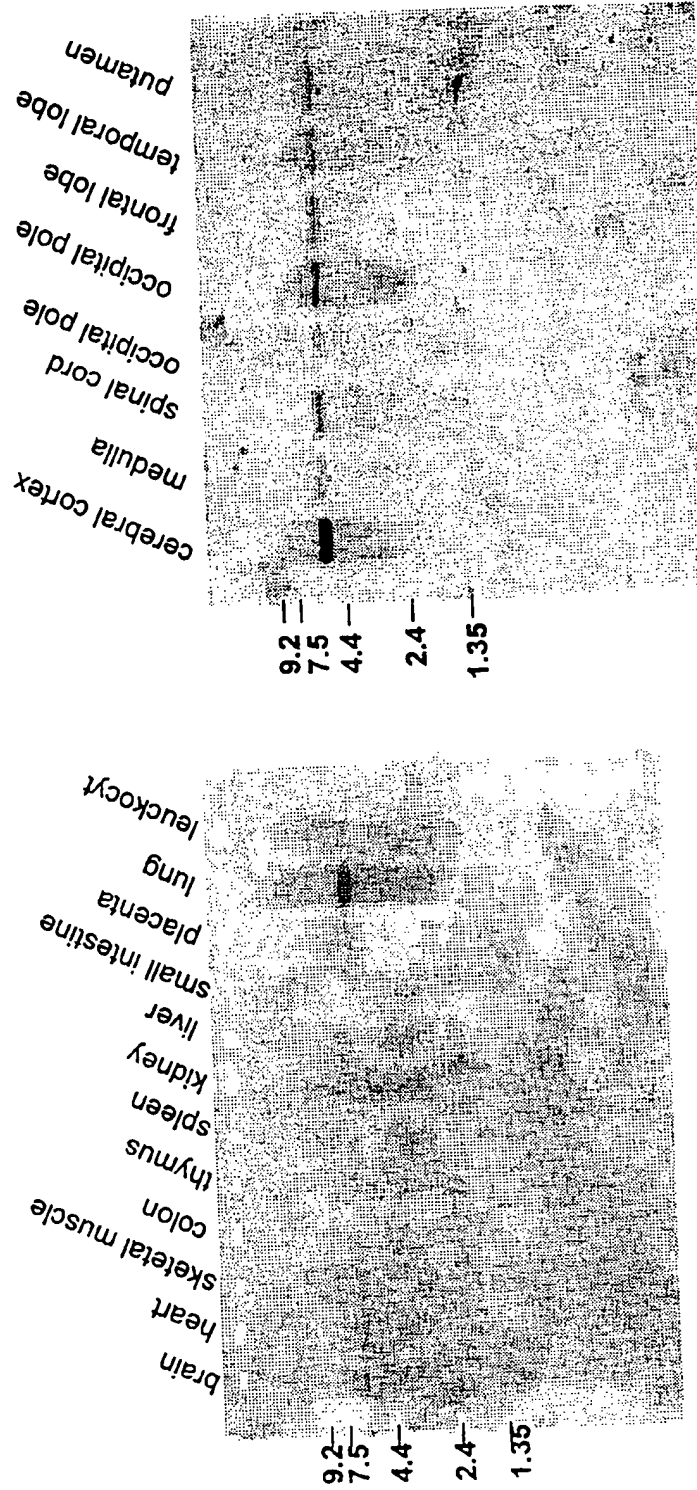 brain
heart
sketetal muscle
colon
thymus
spleen
kidney
liver
small intestine
placenta
lung
leuckocyt
9.2
7.5
4.4
2.4
1.35
cerebral cortex
medulla
spinal cord
occipital pole
occipital pole
frontal lobe
temporal lobe
putamen
9.2
7.5
4.4
2.4
1.35